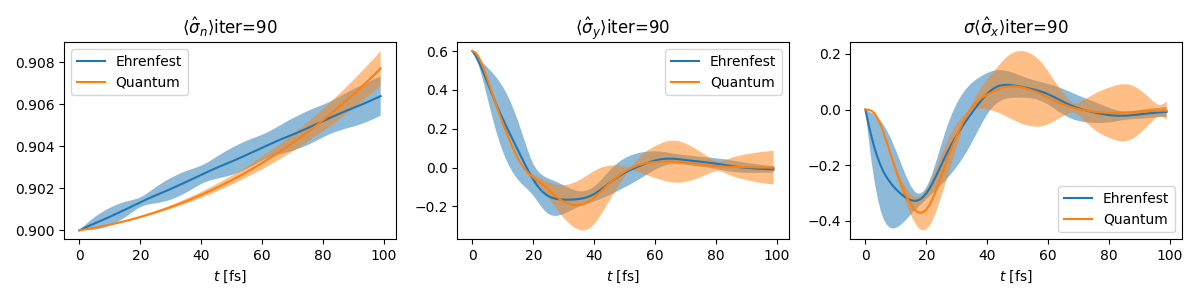 ⟨σ̂ₙ⟩iter=90
0.908
0.906
0.904
0.902
0.900
Ehrenfest
Quantum
0 20 40 60 80 100
t [fs]
⟨σ̂ᵧ⟩iter=90
0.6
0.4
0.2
0.0
−0.2
Ehrenfest
Quantum
0 20 40 60 80 100
t [fs]
σ⟨σ̂ₓ⟩iter=90
0.2
0.0
−0.2
−0.4
Ehrenfest
Quantum
0 20 40 60 80 100
t [fs]